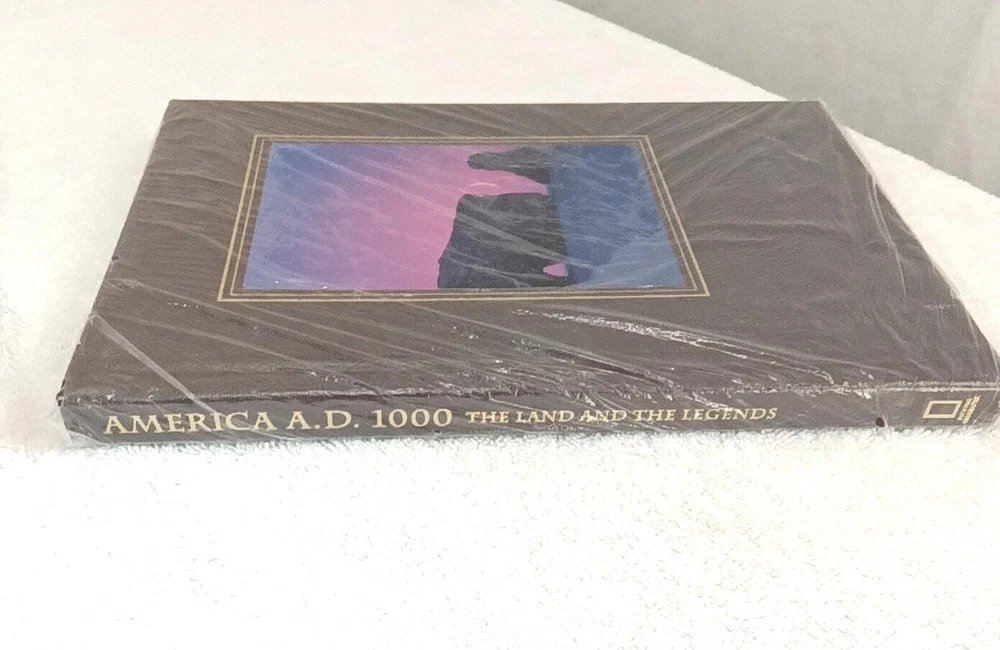 AMERICA A.D. 1000 THE LAND AND THE LEGENDS